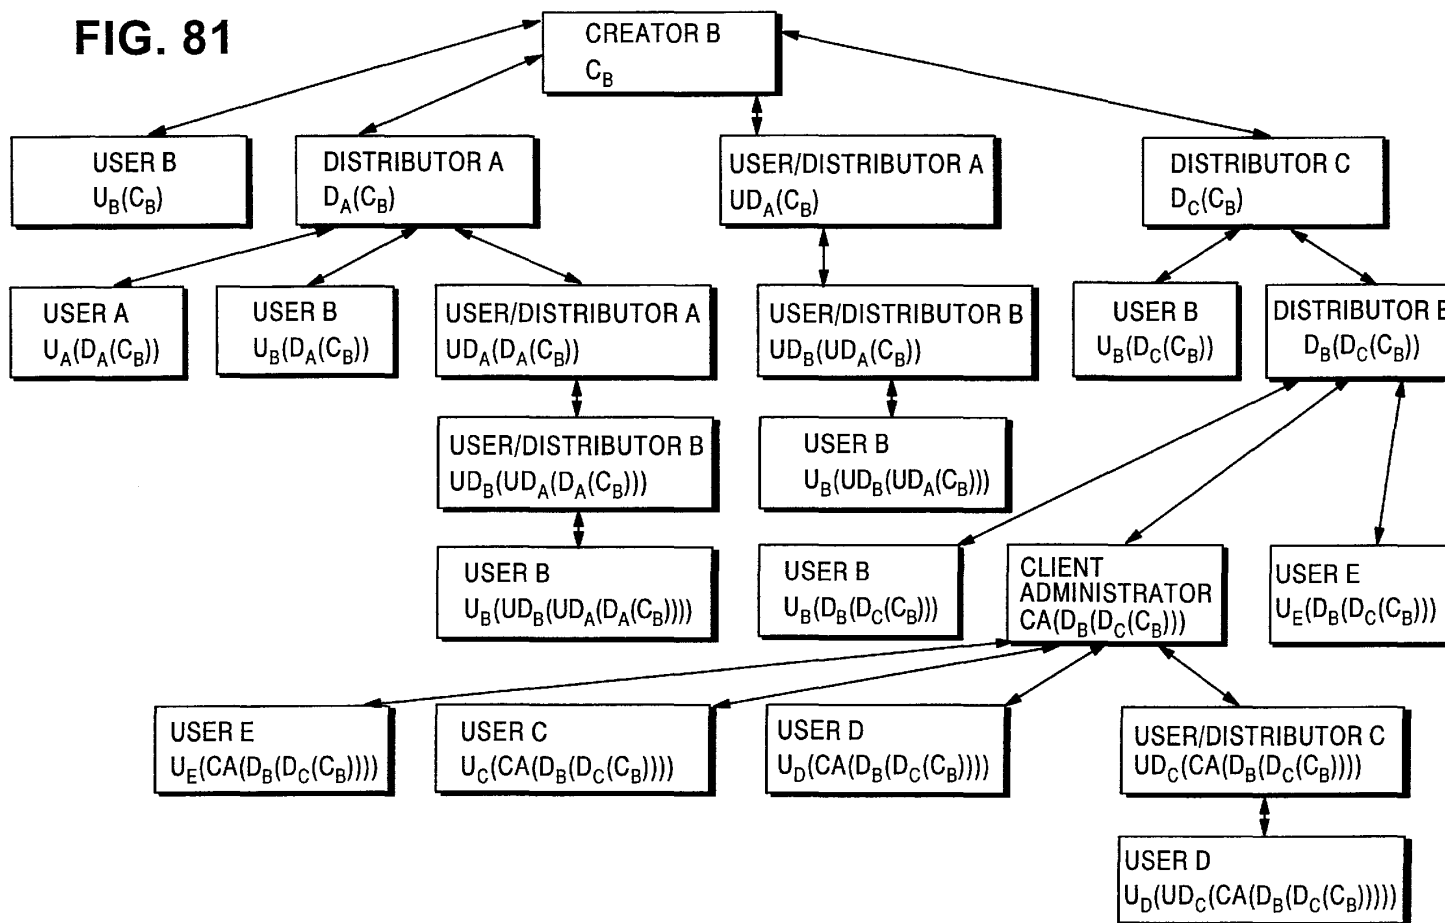 FIG. 81
CREATOR B
C_B
USER B
U_B(C_B)
DISTRIBUTOR A
D_A(C_B)
USER/DISTRIBUTOR A
UD_A(C_B)
DISTRIBUTOR C
D_C(C_B)
USER A
U_A(D_A(C_B))
USER B
U_B(D_A(C_B))
USER/DISTRIBUTOR A
UD_A(D_A(C_B))
USER/DISTRIBUTOR B
UD_B(UD_A(C_B))
USER B
U_B(D_C(C_B))
DISTRIBUTOR B
D_B(D_C(C_B))
USER/DISTRIBUTOR B
UD_B(UD_A(D_A(C_B)))
USER B
U_B(UD_B(UD_A(C_B)))
USER B
U_B(UD_B(UD_A(D_A(C_B))))
USER B
U_B(D_B(D_C(C_B)))
CLIENT
ADMINISTRATOR
CA(D_B(D_C(C_B)))
USER E
U_E(D_B(D_C(C_B)))
USER E
U_E(CA(D_B(D_C(C_B))))
USER C
U_C(CA(D_B(D_C(C_B))))
USER D
U_D(CA(D_B(D_C(C_B))))
USER/DISTRIBUTOR C
UD_C(CA(D_B(D_C(C_B))))
USER D
U_D(UD_C(CA(D_B(D_C(C_B)))))